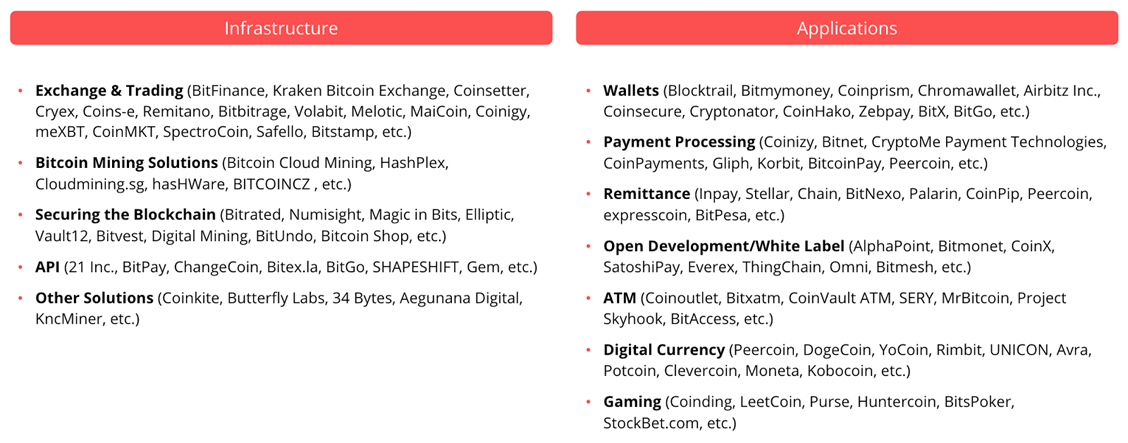 Infrastructure
• Exchange & Trading (BitFinance, Kraken Bitcoin Exchange, Coinsetter,
Cryex, Coins-e, Remitano, Bitbitrage, Volabit, Melotic, MaiCoin, Coinigy,
meXBT, CoinMKT, SpectroCoin, Safello, Bitstamp, etc.)
• Bitcoin Mining Solutions (Bitcoin Cloud Mining, HashPlex,
Cloudmining.sg, hasHWare, BITCOINCZ , etc.)
• Securing the Blockchain (Bitrated, Numisight, Magic in Bits, Elliptic,
Vault12, Bitvest, Digital Mining, BitUndo, Bitcoin Shop, etc.)
• API (21 Inc., BitPay, ChangeCoin, Bitex.la, BitGo, SHAPESHIFT, Gem, etc.)
• Other Solutions (Coinkite, Butterfly Labs, 34 Bytes, Aegunana Digital,
KncMiner, etc.)
Applications
• Wallets (Blocktrail, Bitmymoney, Coinprism, Chromawallet, Airbitz Inc.,
Coinsecure, Cryptonator, CoinHako, Zebpay, BitX, BitGo, etc.)
• Payment Processing (Coinizy, Bitnet, CryptoMe Payment Technologies,
CoinPayments, Gliph, Korbit, BitcoinPay, Peercoin, etc.)
• Remittance (Inpay, Stellar, Chain, BitNexo, Palarin, CoinPip, Peercoin,
expresscoin, BitPesa, etc.)
• Open Development/White Label (AlphaPoint, Bitmonet, CoinX,
SatoshiPay, Everex, ThingChain, Omni, Bitmesh, etc.)
• ATM (Coinoutlet, Bitxatm, CoinVault ATM, SERY, MrBitcoin, Project
Skyhook, BitAccess, etc.)
• Digital Currency (Peercoin, DogeCoin, YoCoin, Rimbit, UNICON, Avra,
Potcoin, Clevercoin, Moneta, Kobocoin, etc.)
• Gaming (Coinding, LeetCoin, Purse, Huntercoin, BitsPoker,
StockBet.com, etc.)